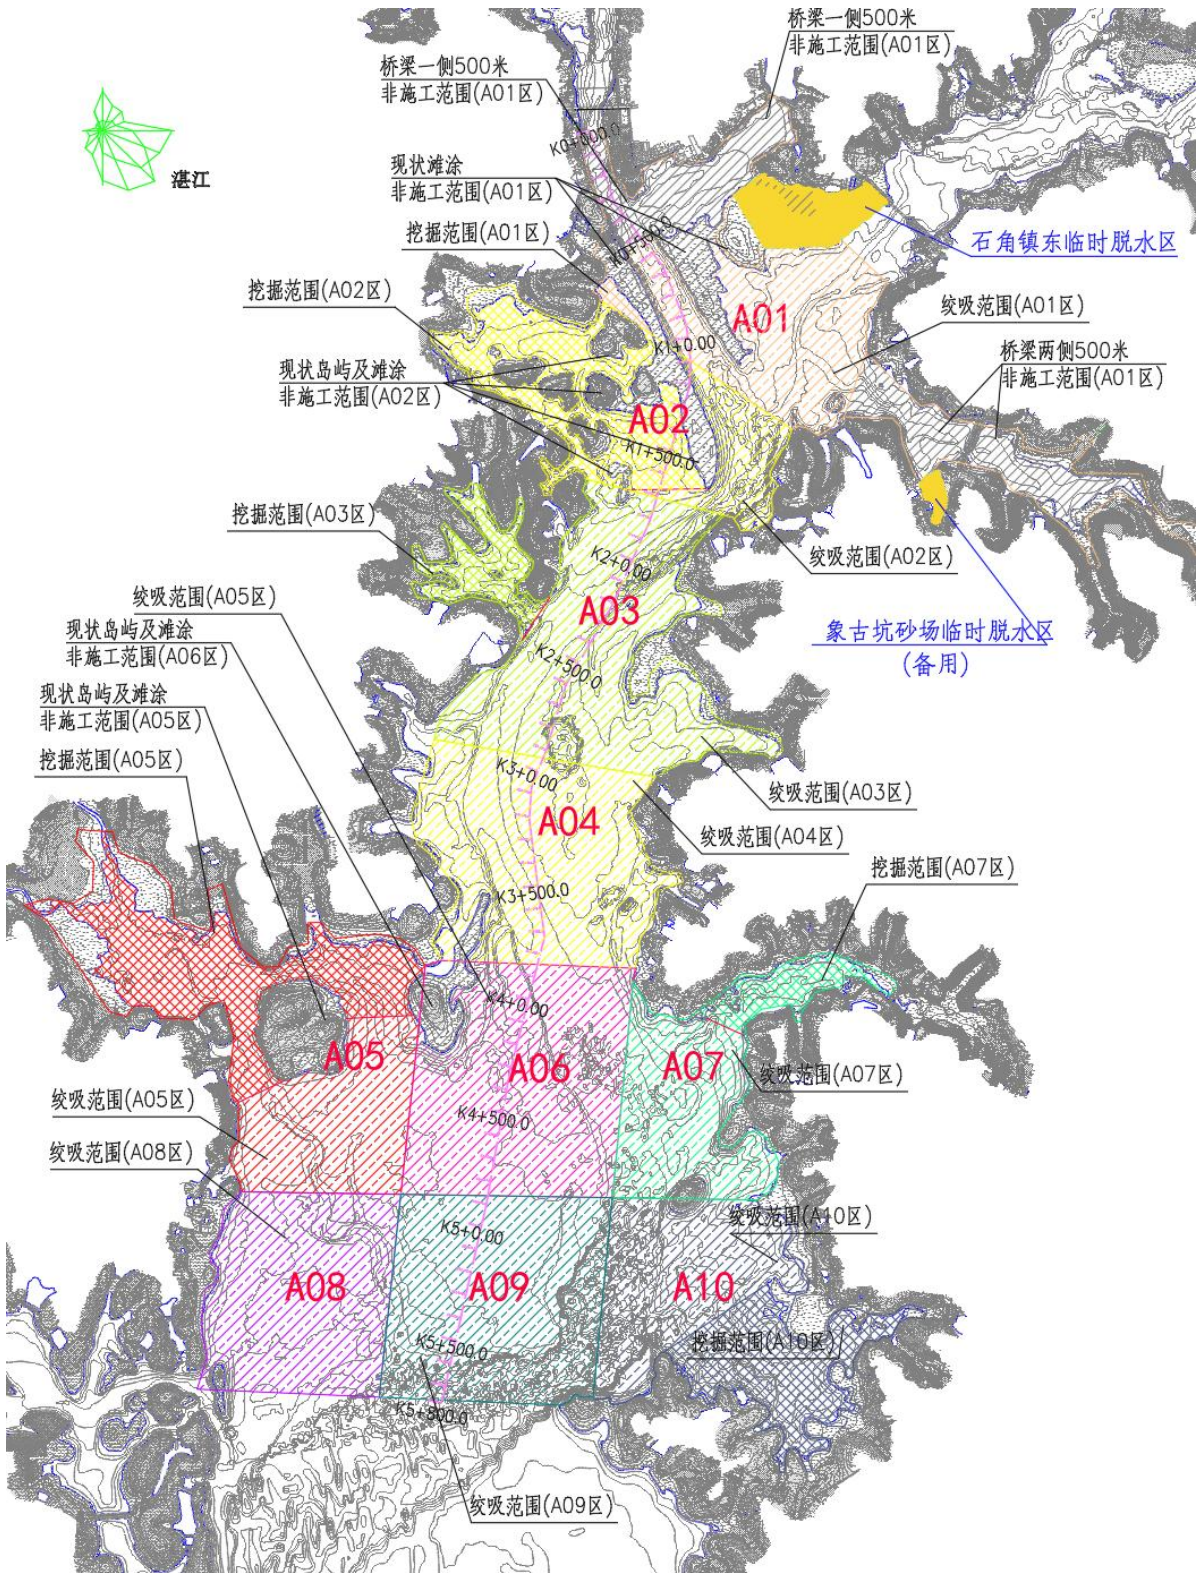 桥梁一侧500米
非施工范围(A01区)
桥梁一侧500米
非施工范围(A01区)
K0+000.0
现状滩涂
非施工范围(A01区)
湛江
K0+500.0
挖掘范围(A01区)
石角镇东临时脱水区
挖掘范围(A02区)
绞吸范围(A01区)
A01
K1+0.00
桥梁两侧500米
非施工范围(A01区)
现状岛屿及滩涂
非施工范围(A02区)
A02
K1+500.0
挖掘范围(A03区)
绞吸范围(A02区)
K2+0.00
绞吸范围(A05区)
A03
象古坑砂场临时脱水区
(备用)
现状岛屿及滩涂
非施工范围(A06区)
K2+500.0
现状岛屿及滩涂
非施工范围(A05区)
挖掘范围(A05区)
K3+0.00
绞吸范围(A03区)
A04
绞吸范围(A04区)
挖掘范围(A07区)
K3+500.0
K4+0.00
A05
A06
A07
绞吸范围(A07区)
绞吸范围(A05区)
K4+500.0
绞吸范围(A08区)
绞吸范围(A10区)
K5+0.00
A08
A09
A10
挖掘范围(A10区)
K5+500.0
K5+800.0
绞吸范围(A09区)